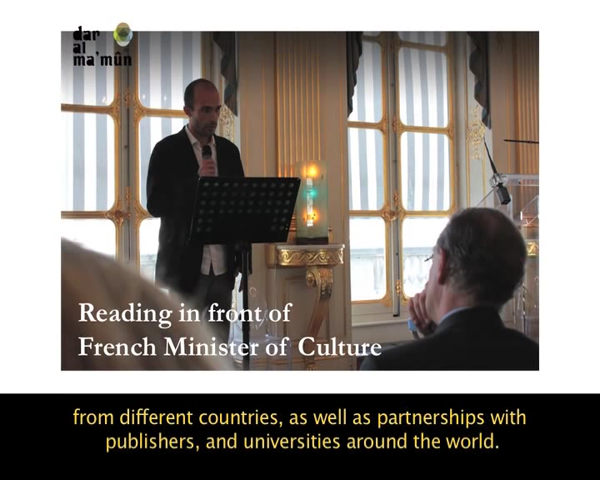 dar
al
ma'mûn
Reading in front of
French Minister of Culture
from different countries, as well as partnerships with
publishers, and universities around the world.